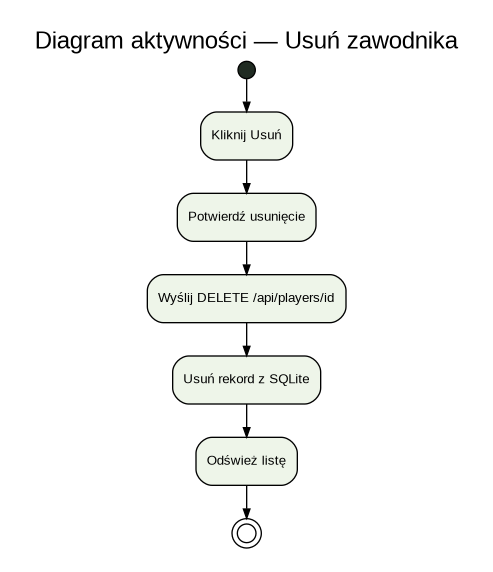 Diagram aktywności — Usuń zawodnika
Kliknij Usuń
Potwierdź usunięcie
Wyślij DELETE /api/players/id
Usuń rekord z SQLite
Odśwież listę